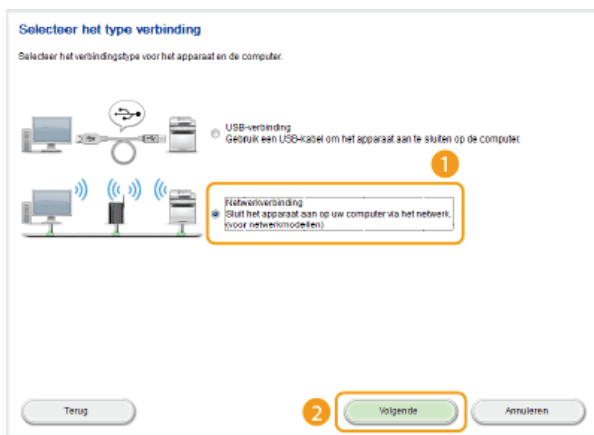 Selecteer het type verbinding
Selecteer het verbindingstype voor het apparaat en de computer.
USB-verbinding
Gebruik een USB-kabel om het apparaat aan te sluiten op de computer.
1
Netwerkverbinding
Sluit het apparaat aan op uw computer via het netwerk.
(voor netwerkmodellen)
Terug
2
Volgende
Annuleren